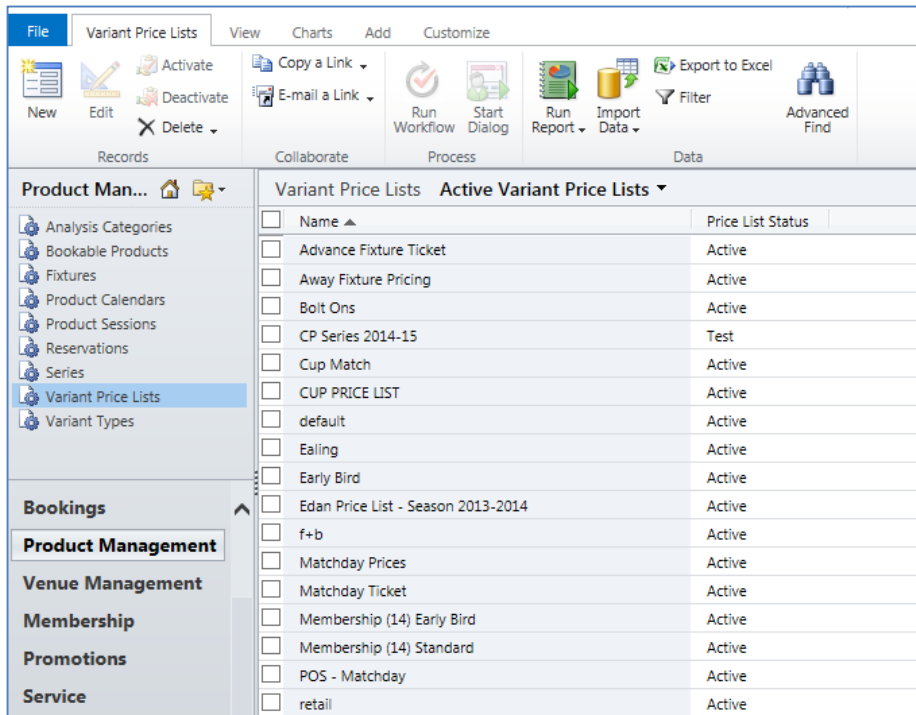 File Variant Price Lists View Charts Add Customize
New
Edit
Activate
Deactivate
Delete
Records
Copy a Link
E-mail a Link
Collaborate
Run
Workflow
Start
Dialog
Process
Run
Report
Import
Data
Export to Excel
Filter
Advanced
Find
Data
Product Man...
Analysis Categories
Bookable Products
Fixtures
Product Calendars
Product Sessions
Reservations
Series
Variant Price Lists
Variant Types
Bookings
Product Management
Venue Management
Membership
Promotions
Service
Variant Price Lists Active Variant Price Lists
Name Price List Status
Advance Fixture Ticket Active
Away Fixture Pricing Active
Bolt Ons Active
CP Series 2014-15 Test
Cup Match Active
CUP PRICE LIST Active
default Active
Ealing Active
Early Bird Active
Edan Price List - Season 2013-2014 Active
f+b Active
Matchday Prices Active
Matchday Ticket Active
Membership (14) Early Bird Active
Membership (14) Standard Active
POS - Matchday Active
retail Active